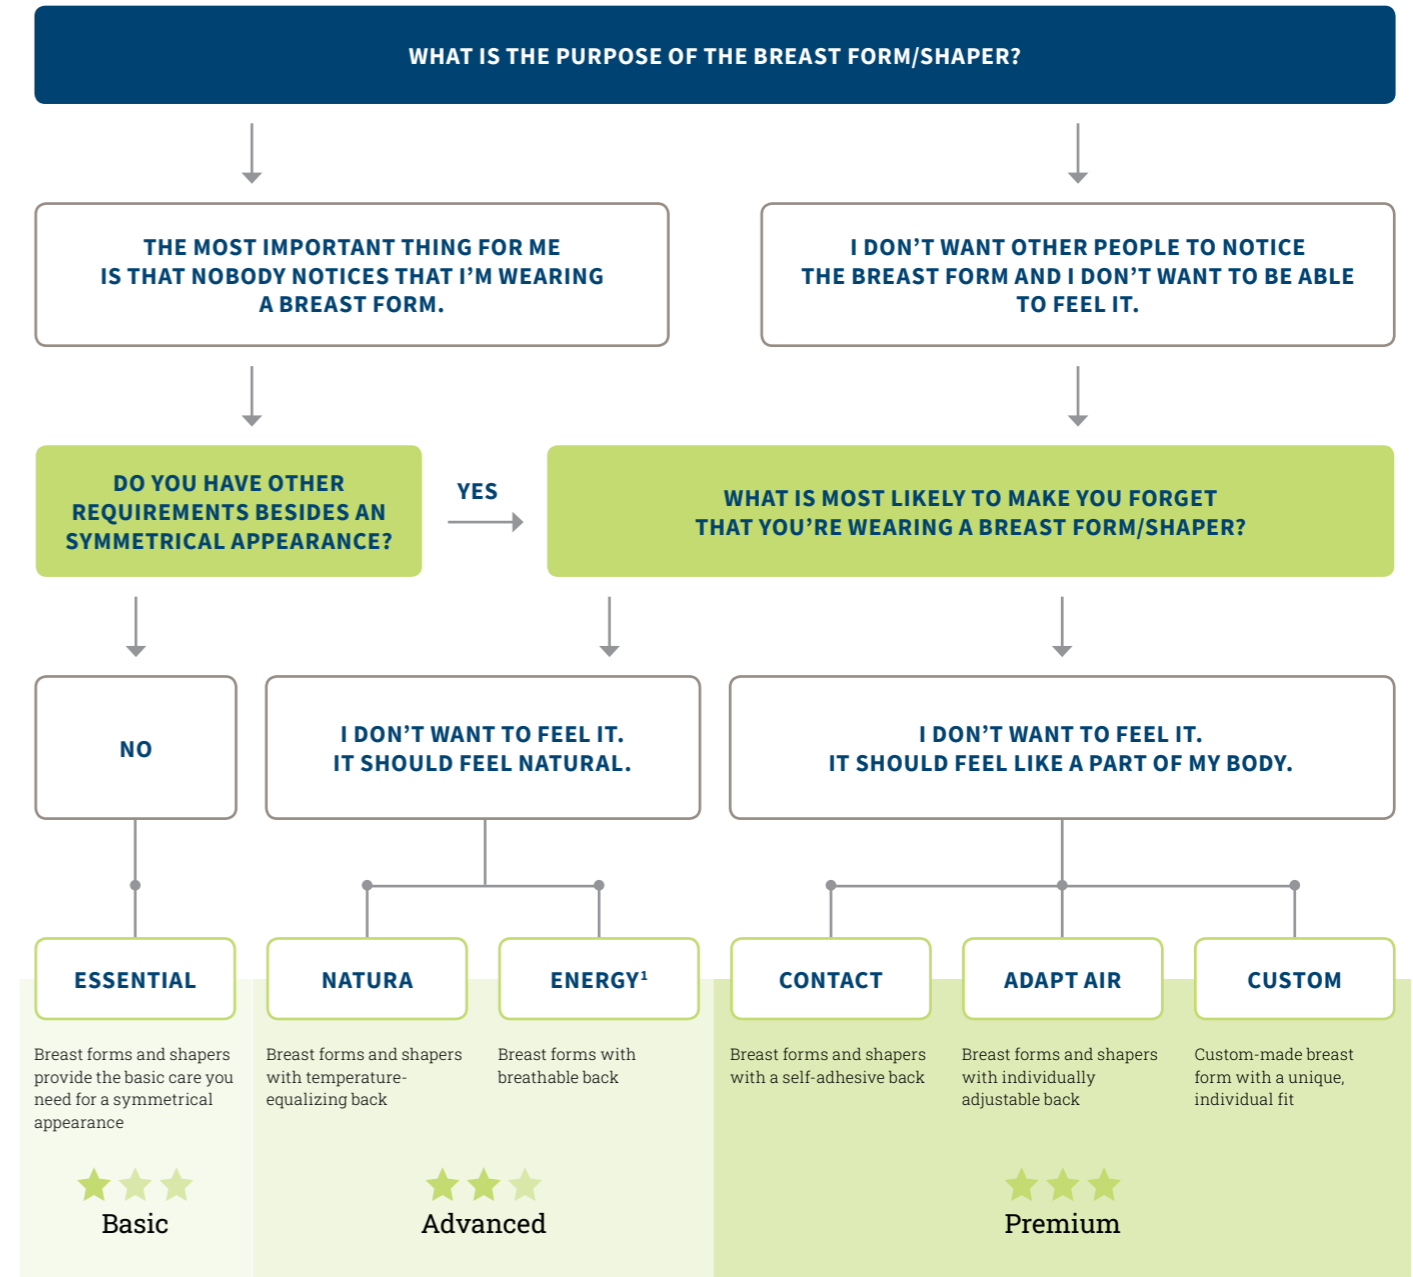 WHAT IS THE PURPOSE OF THE BREAST FORM/SHAPER?
THE MOST IMPORTANT THING FOR ME
IS THAT NOBODY NOTICES THAT I’M WEARING
A BREAST FORM.
I DON’T WANT OTHER PEOPLE TO NOTICE
THE BREAST FORM AND I DON’T WANT TO BE ABLE
TO FEEL IT.
DO YOU HAVE OTHER
REQUIREMENTS BESIDES AN
SYMMETRICAL APPEARANCE?
YES
WHAT IS MOST LIKELY TO MAKE YOU FORGET
THAT YOU’RE WEARING A BREAST FORM/SHAPER?
NO
I DON’T WANT TO FEEL IT.
IT SHOULD FEEL NATURAL.
I DON’T WANT TO FEEL IT.
IT SHOULD FEEL LIKE A PART OF MY BODY.
ESSENTIAL
Breast forms and shapers
provide the basic care you
need for a symmetrical
appearance
NATURA
Breast forms and shapers
with temperature-
equalizing back
ENERGY¹
Breast forms with
breathable back
CONTACT
Breast forms and shapers
with a self-adhesive back
ADAPT AIR
Breast forms and shapers
with individually
adjustable back
CUSTOM
Custom-made breast
form with a unique,
individual fit
Basic
Advanced
Premium